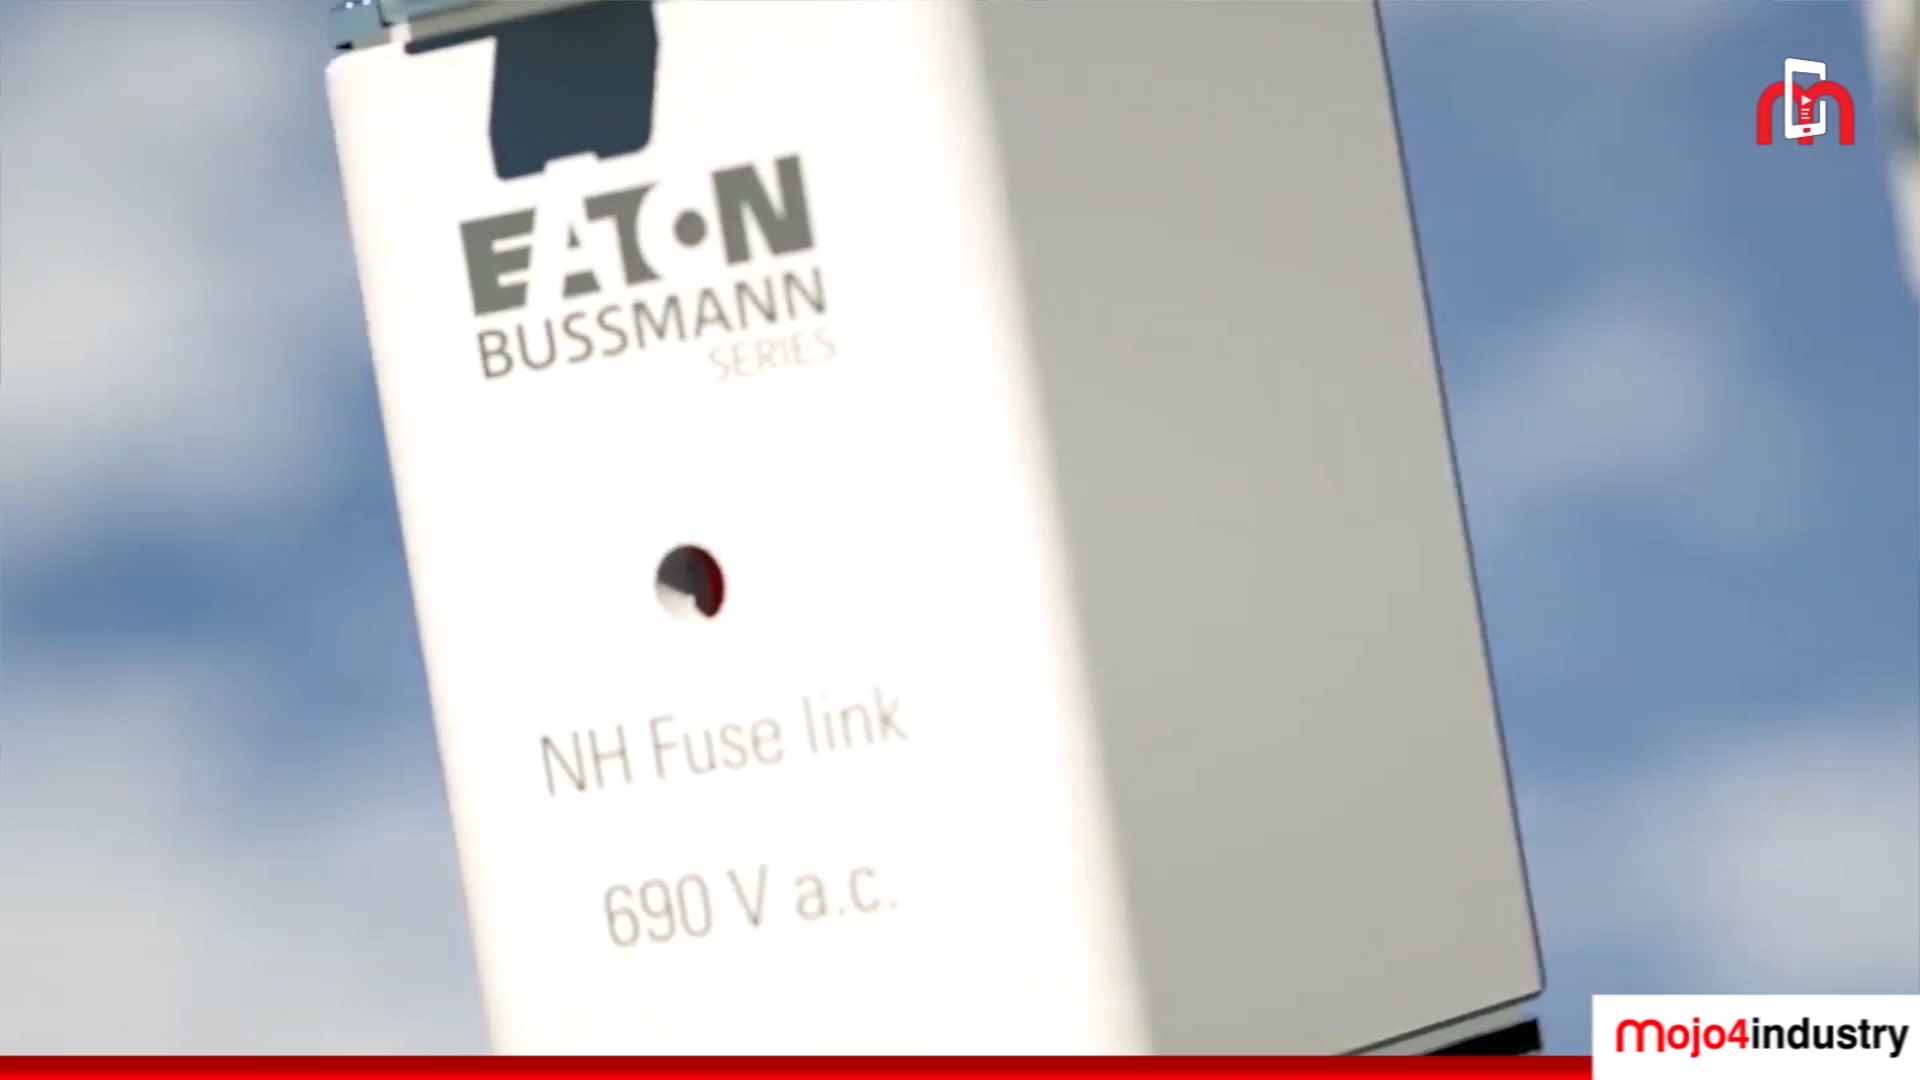 EATON
BUSSMANN
SERIES
NH Fuse link
690 V a.c.
mojo4industry